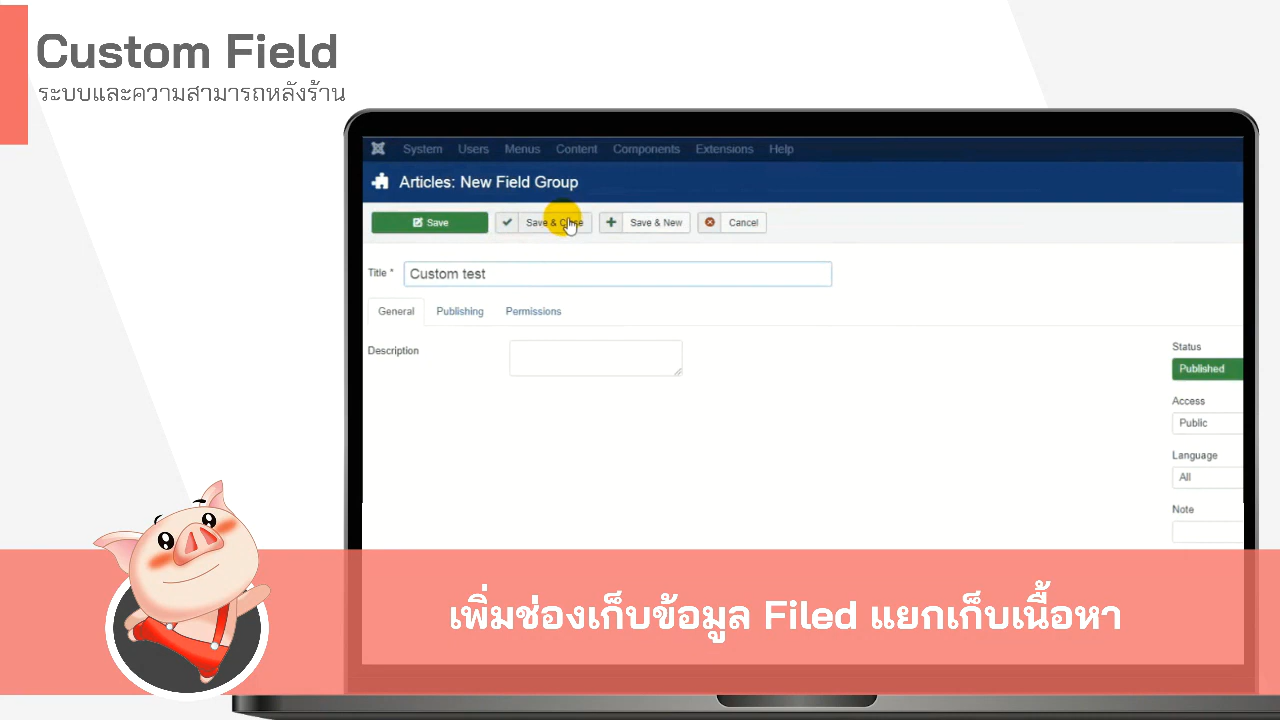 Custom Field
ระบบและความสามารถหลังร้าน
System Users Menus Content Components Extensions Help
Articles: New Field Group
Save Save & Close Save & New Cancel
Title * Custom test
General Publishing Permissions
Description
Status
Published
Access
Public
Language
All
Note
เพิ่มช่องเก็บข้อมูล Filed แยกเก็บเนื้อหา